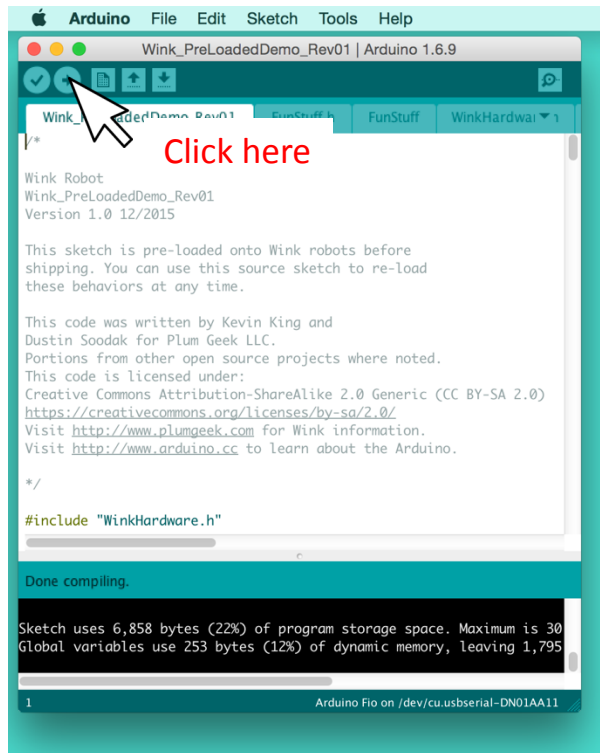 Arduino File Edit Sketch Tools Help
Wink_PreLoadedDemo_Rev01 | Arduino 1.6.9
FunStuff.h FunStuff WinkHardwar
Click here
/*
Wink Robot
Wink_PreLoadedDemo_Rev01
Version 1.0 12/2015
This sketch is pre-loaded onto Wink robots before
shipping. You can use this source sketch to re-load
these behaviors at any time.
This code was written by Kevin King and
Dustin Soodak for Plum Geek LLC.
Portions from other open source projects where noted.
This code is licensed under:
Creative Commons Attribution-ShareAlike 2.0 Generic (CC BY-SA 2.0)
https://creativecommons.org/licenses/by-sa/2.0/
Visit http://www.plumgeek.com for Wink information.
Visit http://www.arduino.cc to learn about the Arduino.
*/
#include "WinkHardware.h"
Done compiling.
Sketch uses 6,858 bytes (22%) of program storage space. Maximum is 30
Global variables use 253 bytes (12%) of dynamic memory, leaving 1,795
1 Arduino Fio on /dev/cu.usbserial-DN01AA11